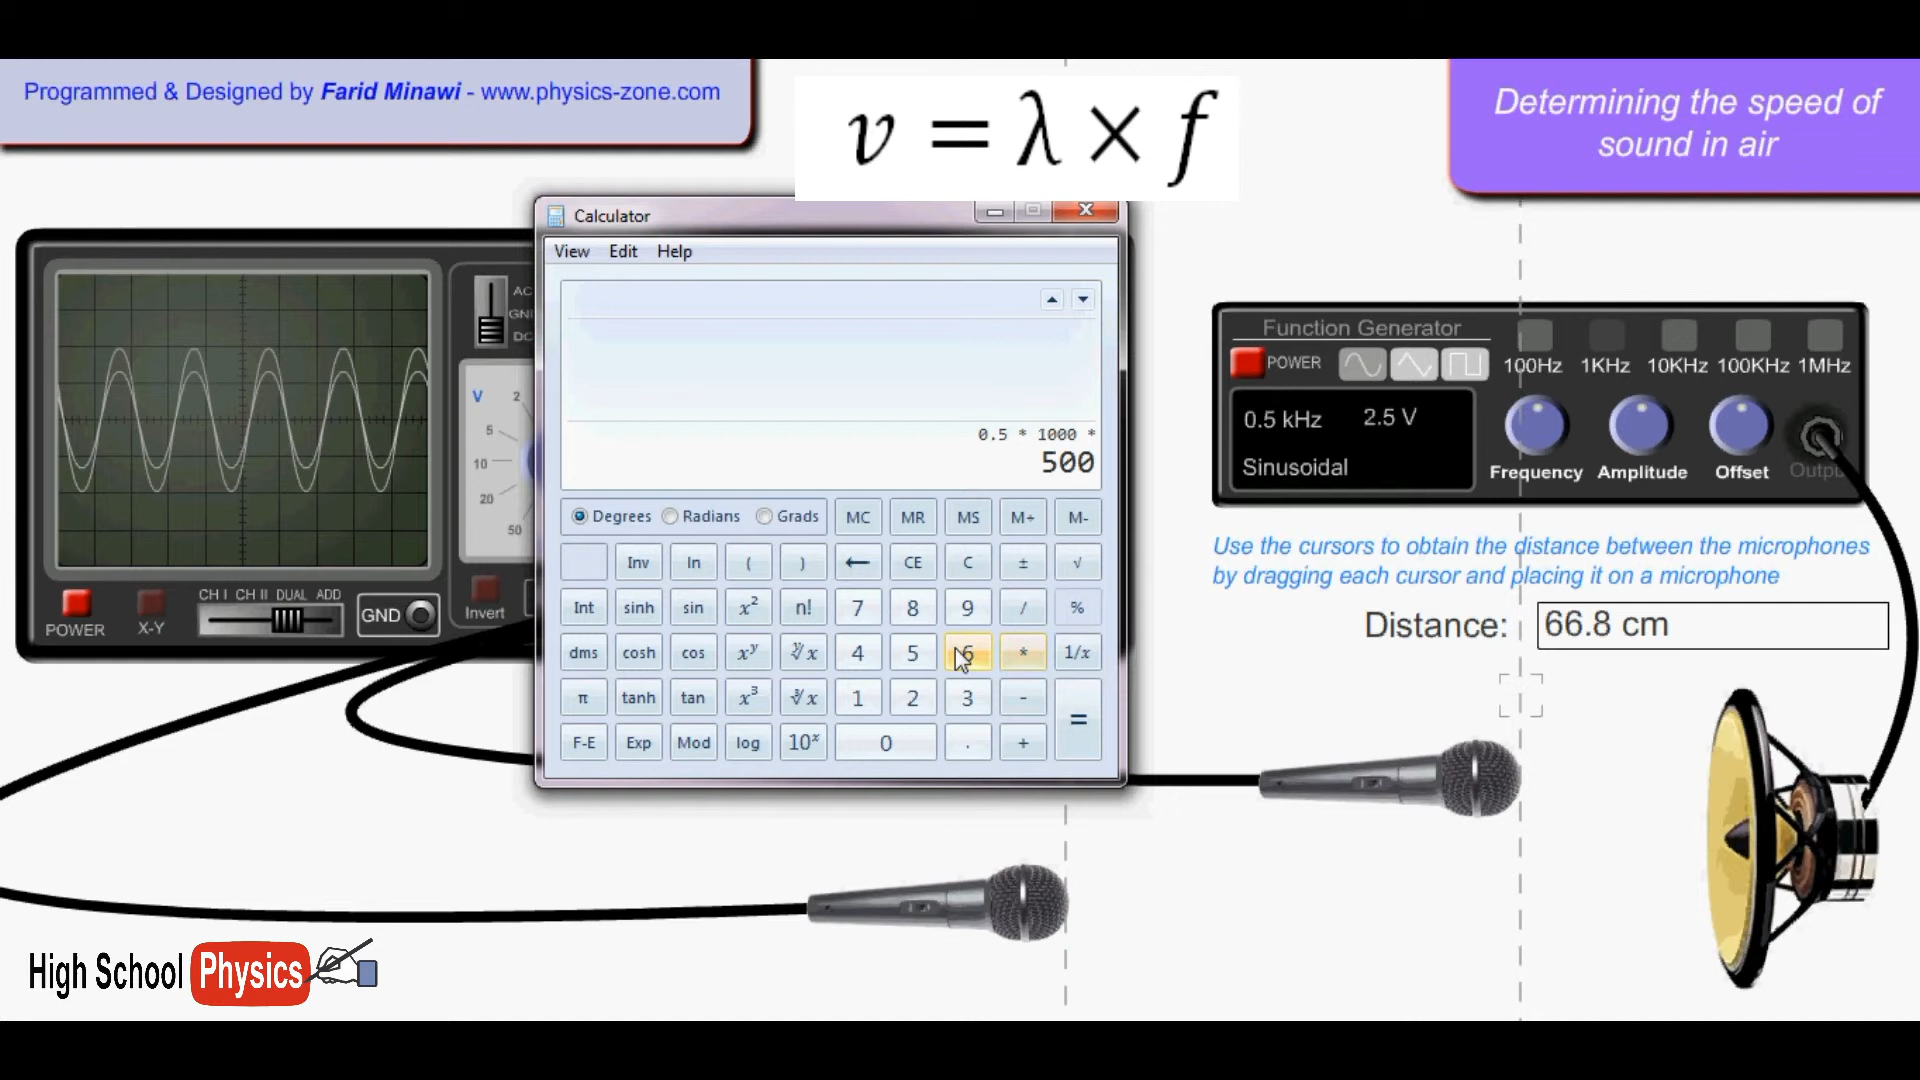 Programmed & Designed by Farid Minawi - www.physics-zone.com
v = λ × f
Determining the speed of
sound in air
Calculator
View Edit Help
0.5 * 1000 *
500
Degrees Radians Grads MC MR MS M+ M-
Inv ln ( ) ← CE C ± √
Int sinh sin x² n! 7 8 9 / %
dms cosh cos xʸ ʸ√x 4 5 6 * 1/x
π tanh tan x³ ³√x 1 2 3 - =
F-E Exp Mod log 10ˣ 0 . +
AC
GN
DC
V
2
5
10
20
50
POWER X-Y
CH I CH II DUAL ADD
GND
Invert
Function Generator
POWER
100Hz 1KHz 10KHz 100KHz 1MHz
0.5 kHz 2.5 V
Sinusoidal
Frequency Amplitude Offset Output
Use the cursors to obtain the distance between the microphones
by dragging each cursor and placing it on a microphone
Distance: 66.8 cm
High School Physics